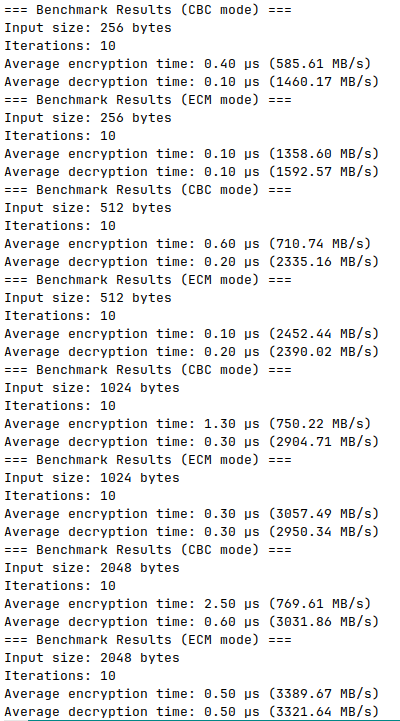 === Benchmark Results (CBC mode) ===
Input size: 256 bytes
Iterations: 10
Average encryption time: 0.40 µs (585.61 MB/s)
Average decryption time: 0.10 µs (1460.17 MB/s)
=== Benchmark Results (ECM mode) ===
Input size: 256 bytes
Iterations: 10
Average encryption time: 0.10 µs (1358.60 MB/s)
Average decryption time: 0.10 µs (1592.57 MB/s)
=== Benchmark Results (CBC mode) ===
Input size: 512 bytes
Iterations: 10
Average encryption time: 0.60 µs (710.74 MB/s)
Average decryption time: 0.20 µs (2335.16 MB/s)
=== Benchmark Results (ECM mode) ===
Input size: 512 bytes
Iterations: 10
Average encryption time: 0.10 µs (2452.44 MB/s)
Average decryption time: 0.20 µs (2390.02 MB/s)
=== Benchmark Results (CBC mode) ===
Input size: 1024 bytes
Iterations: 10
Average encryption time: 1.30 µs (750.22 MB/s)
Average decryption time: 0.30 µs (2904.71 MB/s)
=== Benchmark Results (ECM mode) ===
Input size: 1024 bytes
Iterations: 10
Average encryption time: 0.30 µs (3057.49 MB/s)
Average decryption time: 0.30 µs (2950.34 MB/s)
=== Benchmark Results (CBC mode) ===
Input size: 2048 bytes
Iterations: 10
Average encryption time: 2.50 µs (769.61 MB/s)
Average decryption time: 0.60 µs (3031.86 MB/s)
=== Benchmark Results (ECM mode) ===
Input size: 2048 bytes
Iterations: 10
Average encryption time: 0.50 µs (3389.67 MB/s)
Average decryption time: 0.50 µs (3321.64 MB/s)